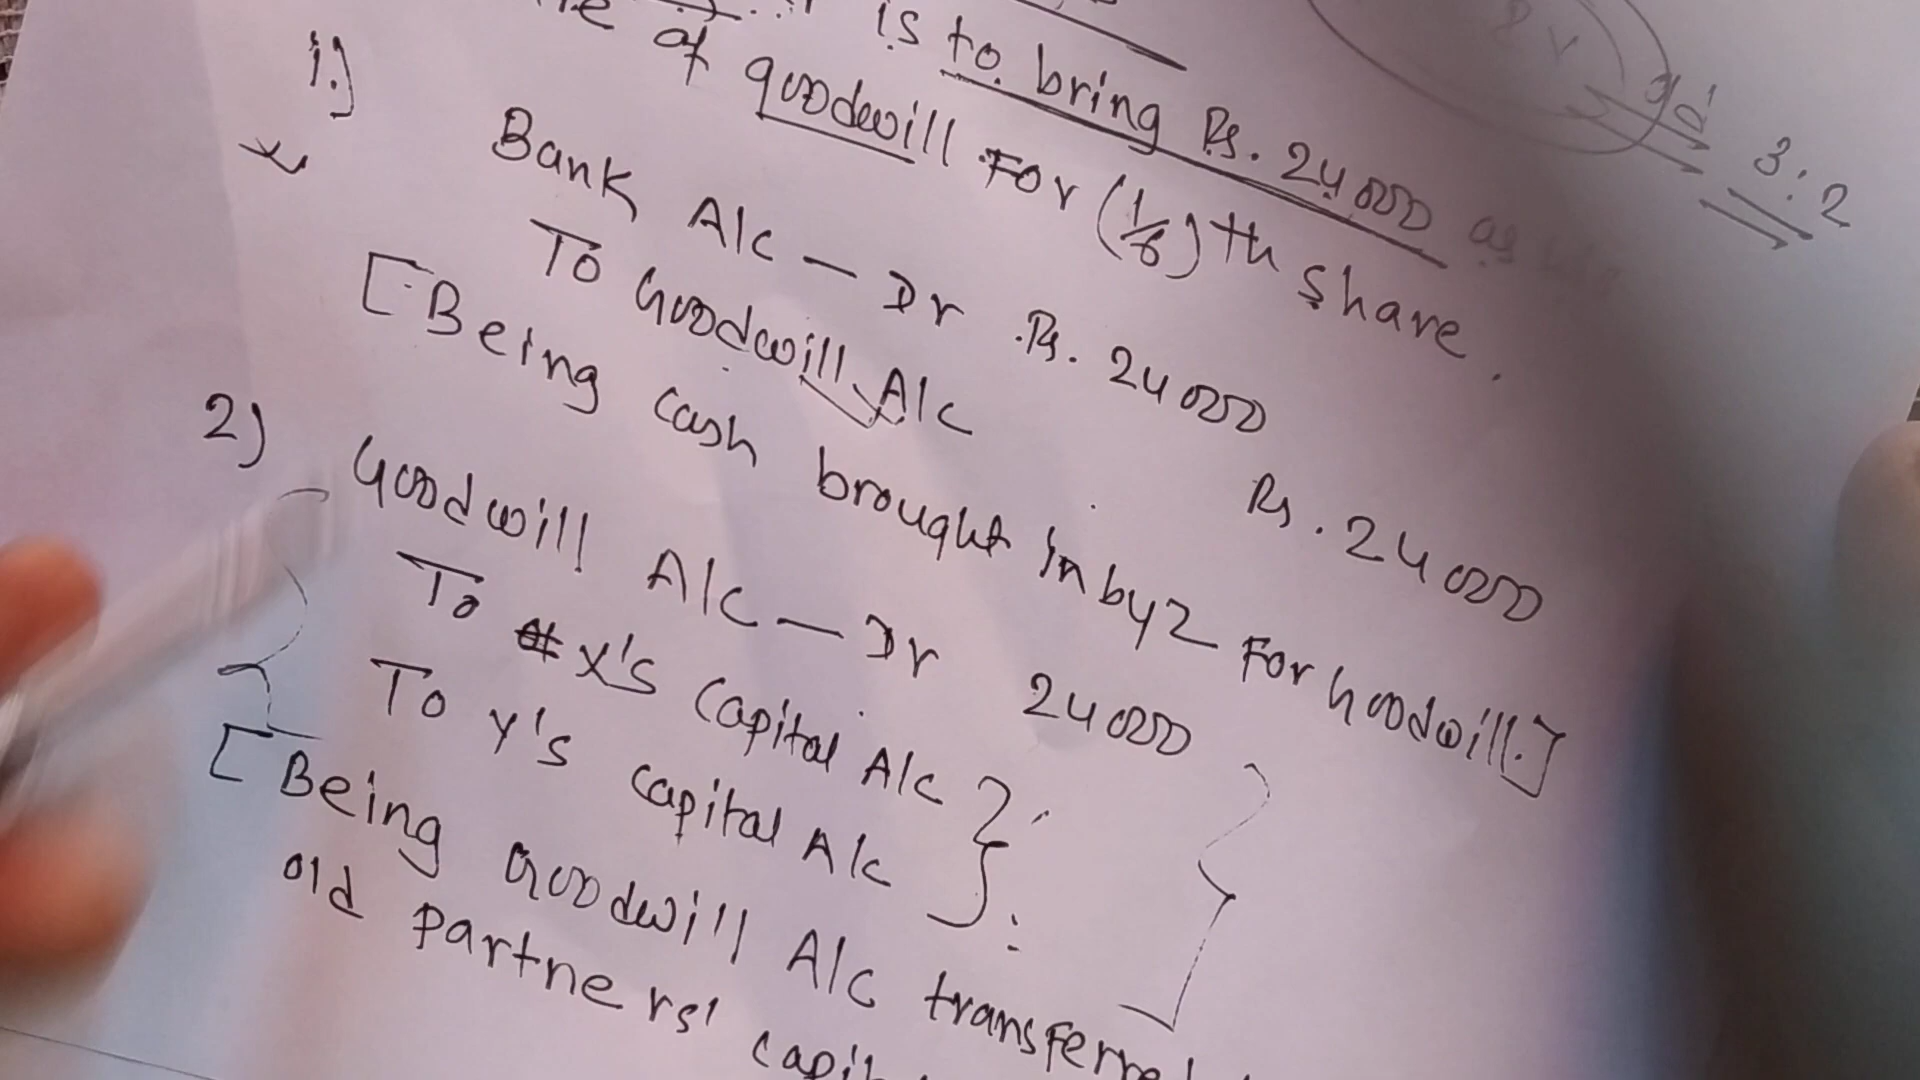 is to bring Rs. 24000 as
of goodwill For (1/6)th share.
3:2
1.)
Bank A/c — Dr Rs. 24000
To Goodwill A/c Rs. 24000
[Being cash brought in by Z For Goodwill.]
2) Goodwill A/c — Dr 24000
To X's Capital A/c
To Y's capital A/c
[Being Goodwill A/c transferred
old partners'